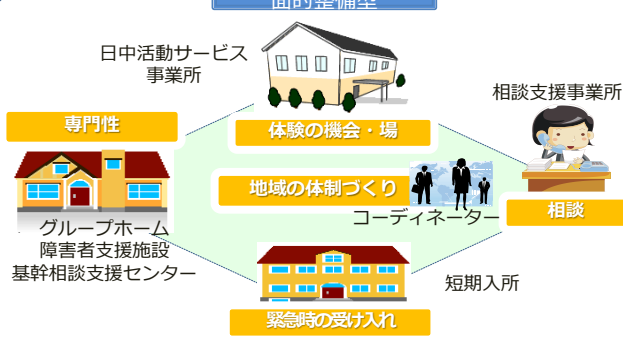 面的整備型
日中活動サービス
事業所
相談支援事業所
専門性
体験の機会・場
地域の体制づくり
コーディネーター
相談
グループホーム
障害者支援施設
基幹相談支援センター
短期入所
緊急時の受け入れ